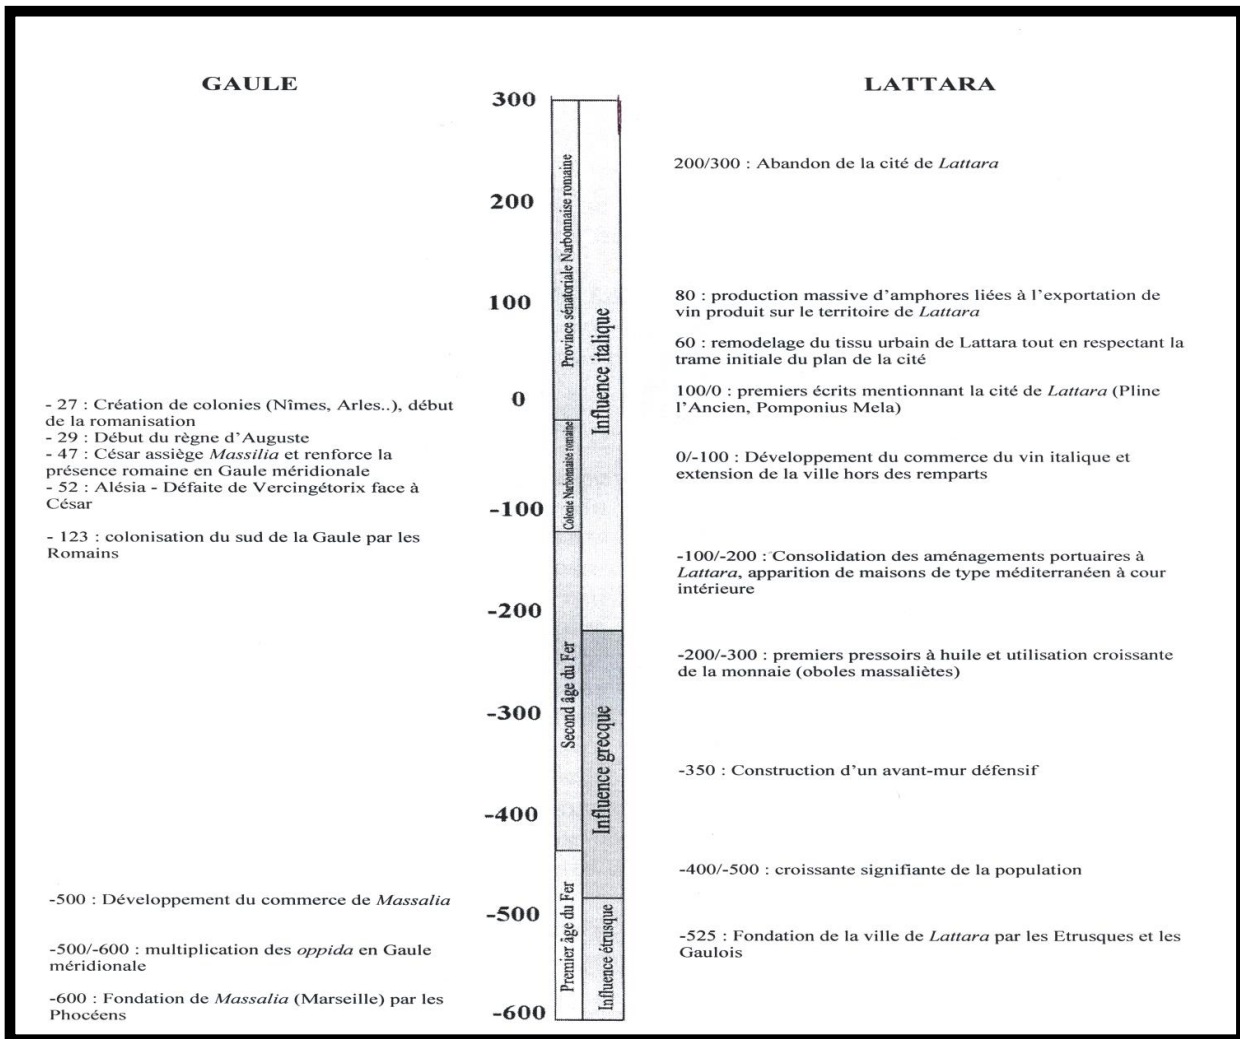 GAULE
- 27 : Création de colonies (Nîmes, Arles..), début
de la romanisation
- 29 : Début du règne d'Auguste
- 47 : César assiège Massilia et renforce la
présence romaine en Gaule méridionale
- 52 : Alésia - Défaite de Vercingétorix face à
César
- 123 : colonisation du sud de la Gaule par les
Romains
-500 : Développement du commerce de Massalia
-500/-600 : multiplication des oppida en Gaule
méridionale
-600 : Fondation de Massalia (Marseille) par les
Phocéens
300
200
100
0
-100
-200
-300
-400
-500
-600
Province sénatoriale Narbonnaise romaine
Colonie Narbonnaise romaine
Second âge du Fer
Premier âge du Fer
Influence italique
Influence grecque
Influence étrusque
LATTARA
200/300 : Abandon de la cité de Lattara
80 : production massive d'amphores liées à l'exportation de
vin produit sur le territoire de Lattara
60 : remodelage du tissu urbain de Lattara tout en respectant la
trame initiale du plan de la cité
100/0 : premiers écrits mentionnant la cité de Lattara (Pline
l'Ancien, Pomponius Mela)
0/-100 : Développement du commerce du vin italique et
extension de la ville hors des remparts
-100/-200 : Consolidation des aménagements portuaires à
Lattara, apparition de maisons de type méditerranéen à cour
intérieure
-200/-300 : premiers pressoirs à huile et utilisation croissante
de la monnaie (oboles massaliètes)
-350 : Construction d'un avant-mur défensif
-400/-500 : croissante signifiante de la population
-525 : Fondation de la ville de Lattara par les Etrusques et les
Gaulois